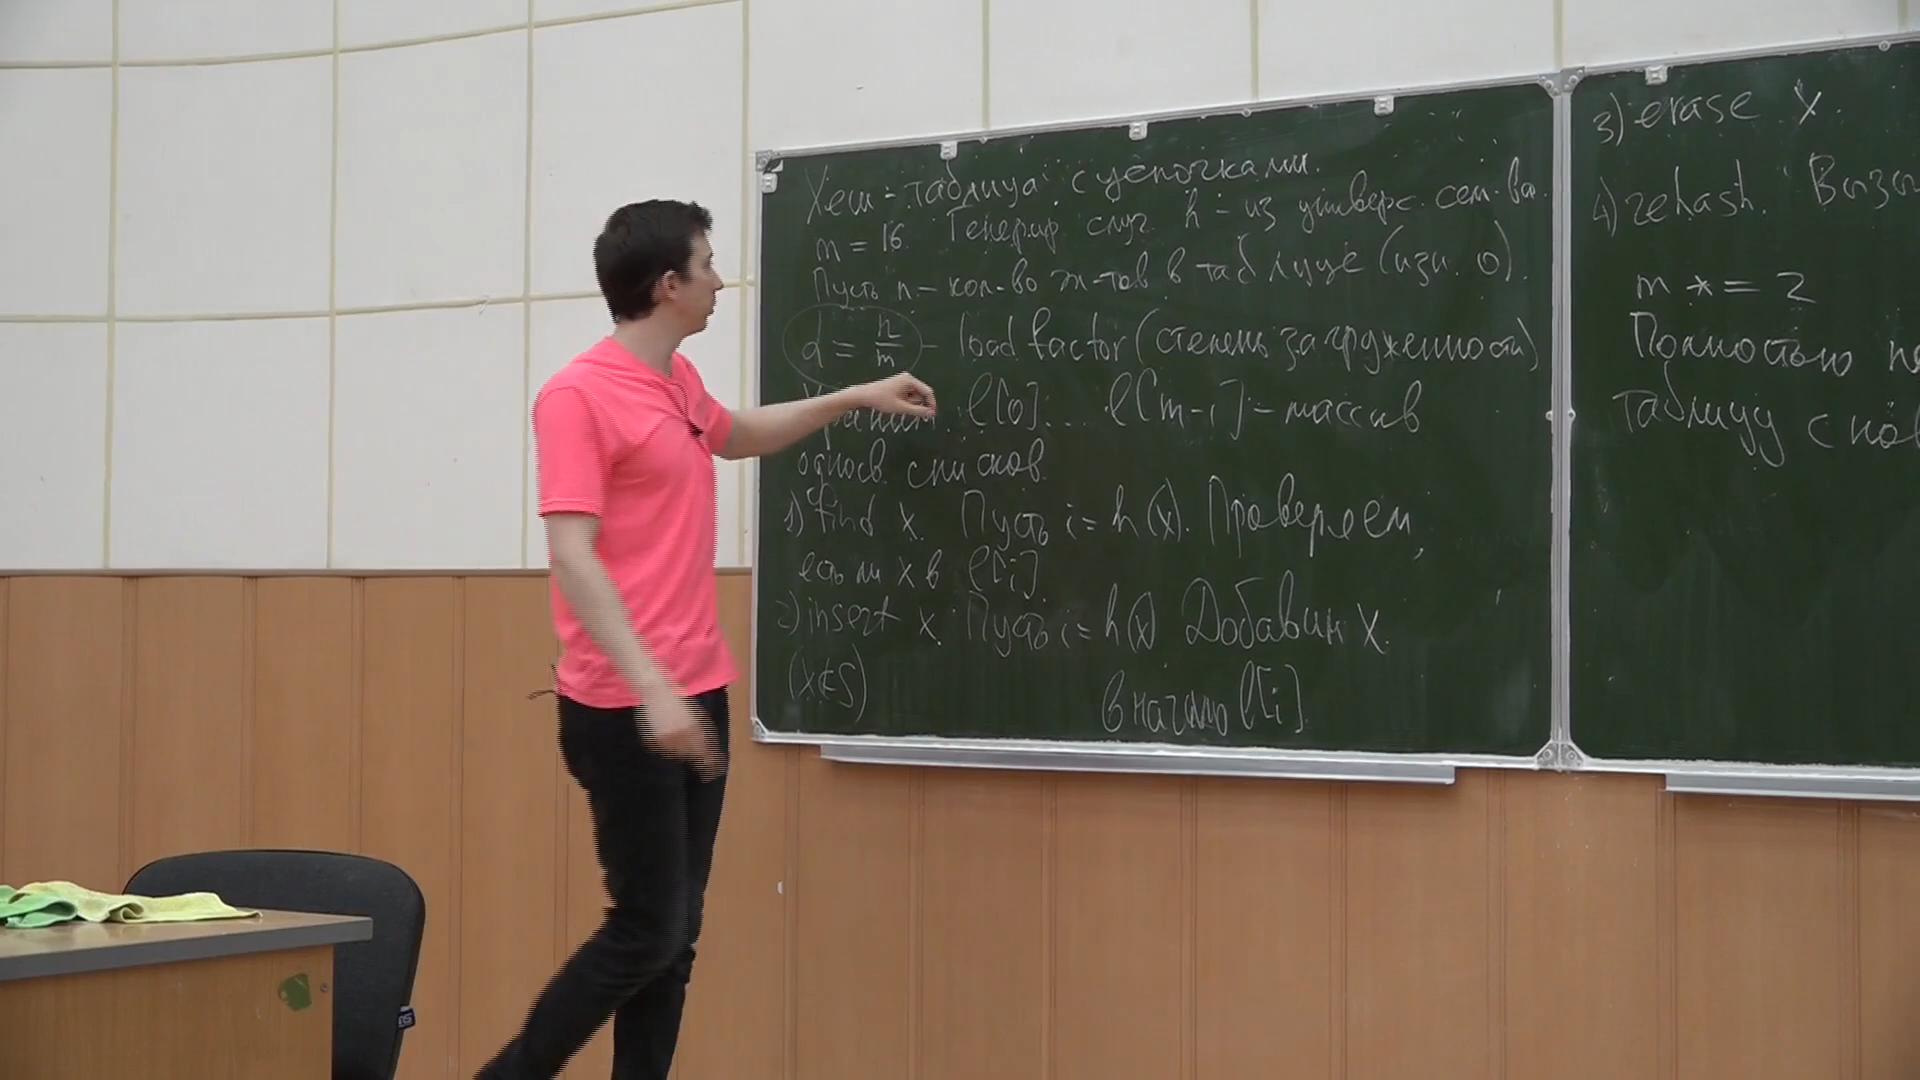 Хеш-таблица с цепочками.
m = 16. Генерир случ. h - из универс. сем-ва.
Пусть n - кол-во эл-тов в таблице (изн. 0).
α = n/m - load factor (степень загруженности)
Храним l[0]... l[m-1] - массив
односв. списков
1) find x. Пусть i = h(x). Проверяем,
есть ли x в l[i].
2) insert x. Пусть i = h(x) Добавим x.
(x∉S) в начало l[i].
3) erase x.
4) rehash.
m *= 2
Полностью
таблицу с